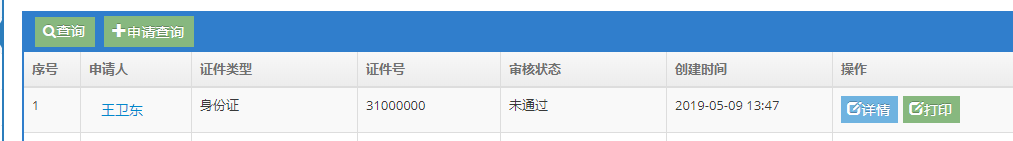 查询 申请查询
序号 申请人 证件类型 证件号 审核状态 创建时间 操作
1 王卫东 身份证 31000000 未通过 2019-05-09 13:47 详情 打印